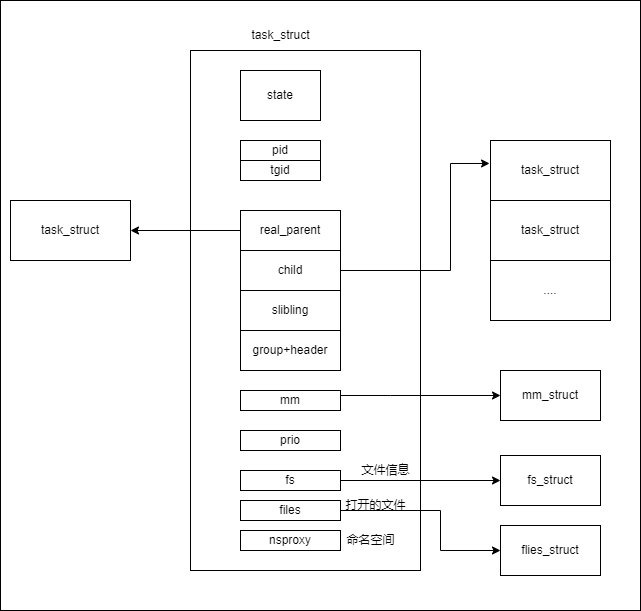 task_struct
state
pid
tgid
task_struct
real_parent
child
slibling
group+header
task_struct
task_struct
....
mm
mm_struct
prio
fs
文件信息
fs_struct
files
打开的文件
nsproxy
命名空间
flies_struct